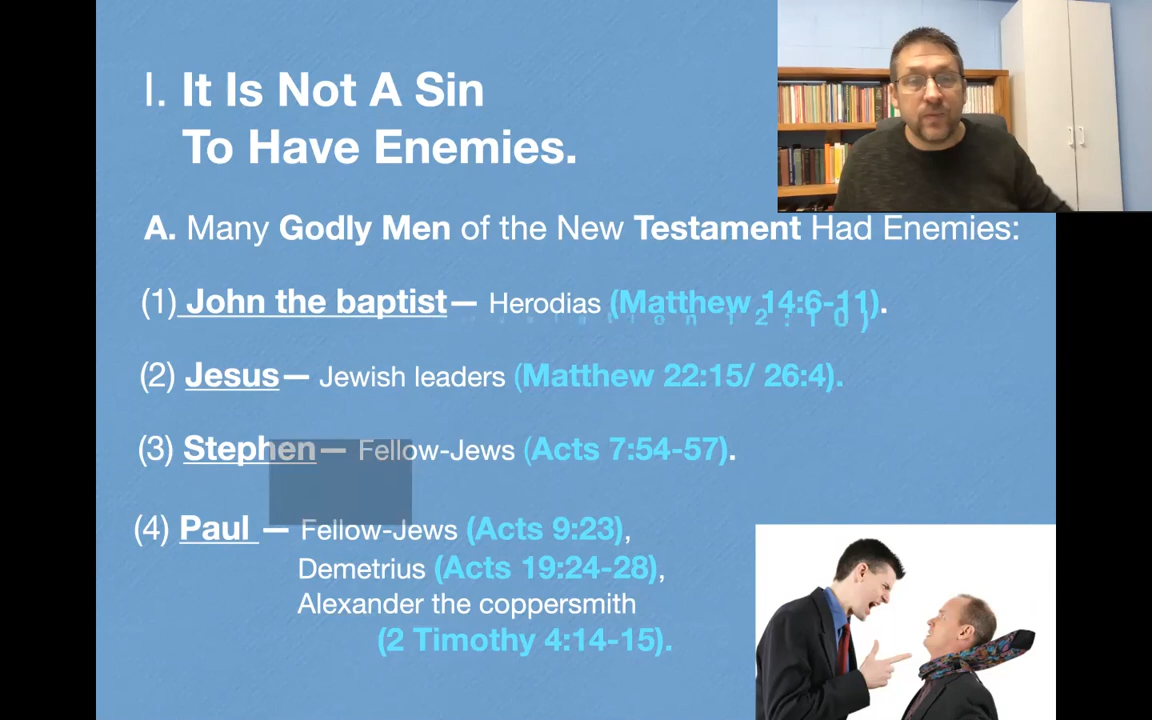 I. It Is Not A Sin
To Have Enemies.
A. Many Godly Men of the New Testament Had Enemies:
(1) John the baptist— Herodias (Matthew 14:6-11).
12:10)
(2) Jesus— Jewish leaders (Matthew 22:15/ 26:4).
(3) Stephen— Fellow-Jews (Acts 7:54-57).
(4) Paul — Fellow-Jews (Acts 9:23),
Demetrius (Acts 19:24-28),
Alexander the coppersmith
(2 Timothy 4:14-15).